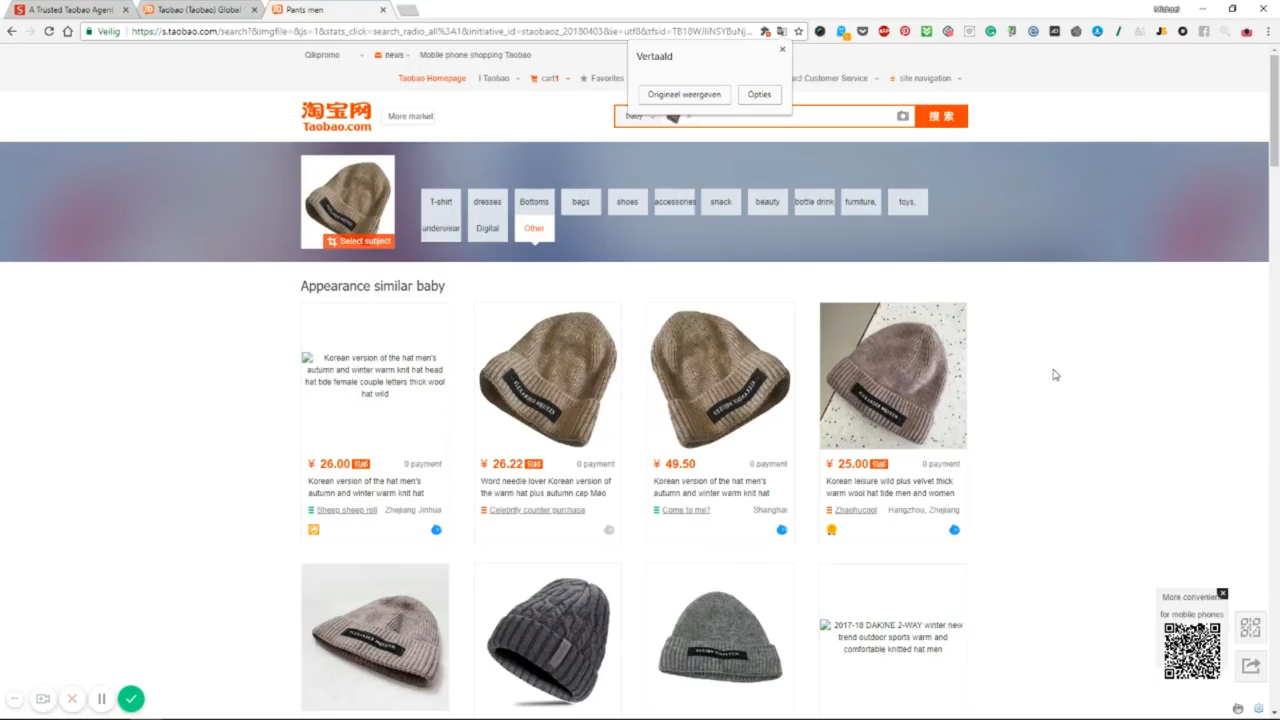 A Trusted Taobao Agent
Taobao (Taobao) Global
Pants men
Michael
Veilig
https://s.taobao.com/search?&imgfile=&js=1&stats_click=search_radio_all%3A1&initiative_id=staobaoz_20180403&ie=utf8&tfsid=
Qikpromo
news
Mobile phone shopping Taobao
Vertaald
Origineel weergeven
Opties
Taobao Homepage
I Taobao
cart1
Favorites
act Customer Service
site navigation
淘宝网
Taobao.com
More market
baby
搜索
T-shirt
dresses
Bottoms
bags
shoes
accessories
snack
beauty
bottle drink
furniture,
toys,
underwear
Digital
Other
Select subject
Appearance similar baby
Korean version of the hat men's
autumn and winter warm knit hat head
hat tide female couple letters thick wool
hat wild
ALEXANDER MCQUEEN
ALEXANDER MCQUEEN
¥ 26.00
0 payment
Korean version of the men's
autumn and winter warm knit hat
Sheep sheep roll
Zhejiang Jinhua
¥ 26.22
0 payment
Word needle lover Korean version of
the warm hat plus autumn cap Mao
Celebrity counter purchase
¥ 49.50
0 payment
Korean version of the hat men's
autumn and winter warm knit hat
Come to me?
Shanghai
¥ 25.00
0 payment
Korean leisure wild plus velvet thick
warm wool hat tide men and women
Zhaohucool
Hangzhou, Zhejiang
ALEXANDER MCQUEEN
2017-18 DAKINE 2-WAY winter new
trend outdoor sports warm and
comfortable knitted hat men
More convenient
for mobile phones